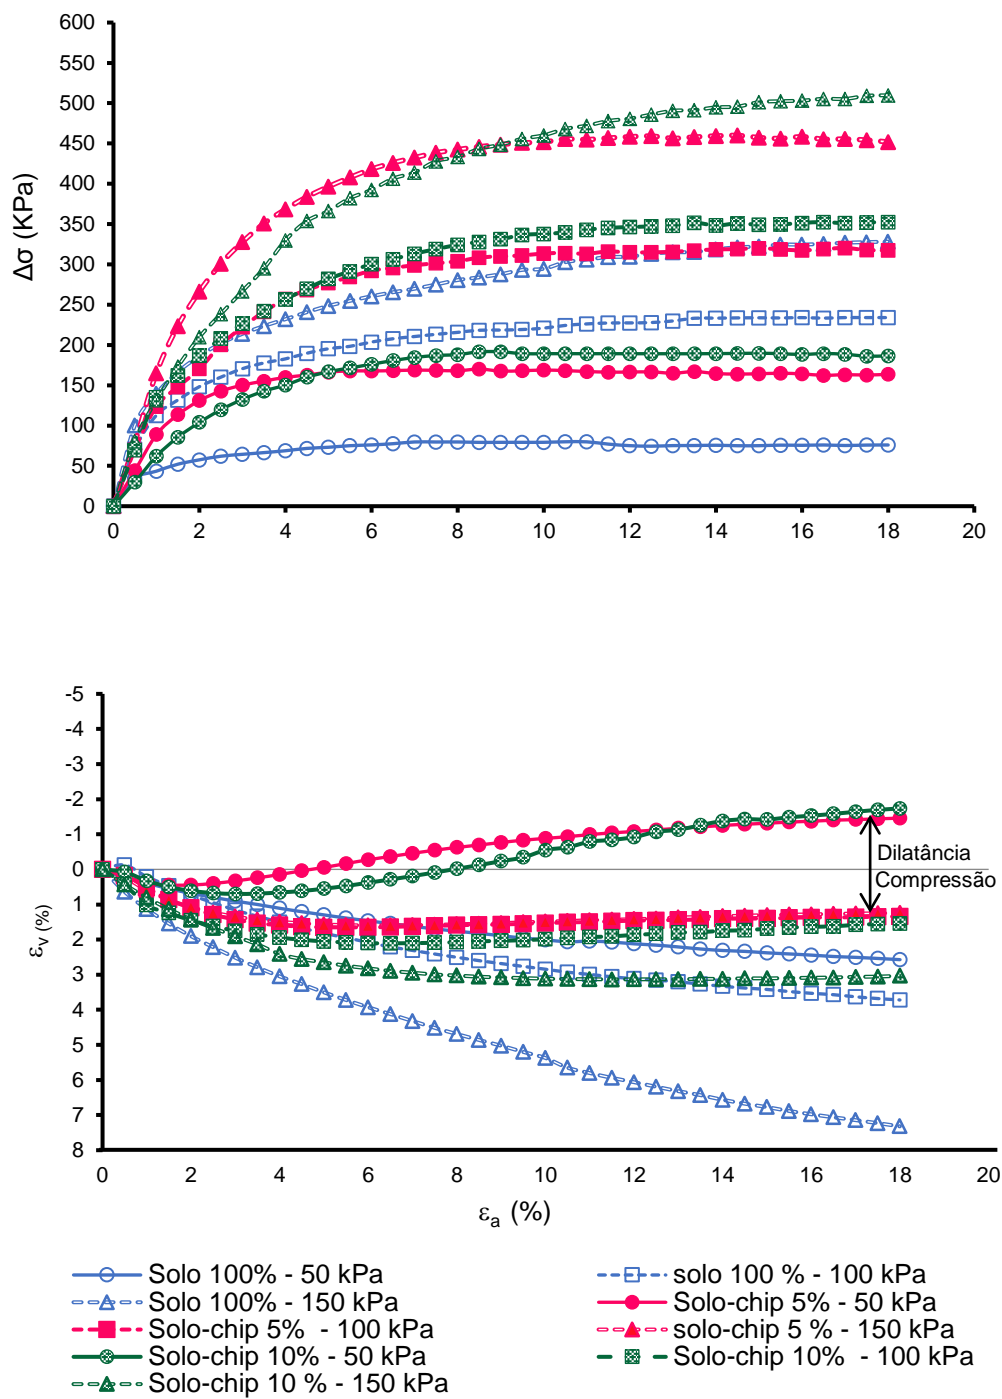 600
550
500
450
400
350
300
250
200
150
100
50
0
Δσ (KPa)
0 2 4 6 8 10 12 14 16 18 20
-5
-4
-3
-2
-1
0
1
2
3
4
5
6
7
8
εv (%)
Dilatância
Compressão
0 2 4 6 8 10 12 14 16 18 20
εa (%)
Solo 100% - 50 kPa
solo 100 % - 100 kPa
Solo 100% - 150 kPa
Solo-chip 5% - 50 kPa
Solo-chip 5%  - 100 kPa
solo-chip 5 % - 150 kPa
Solo-chip 10% - 50 kPa
Solo-chip 10%  - 100 kPa
Solo-chip 10 % - 150 kPa